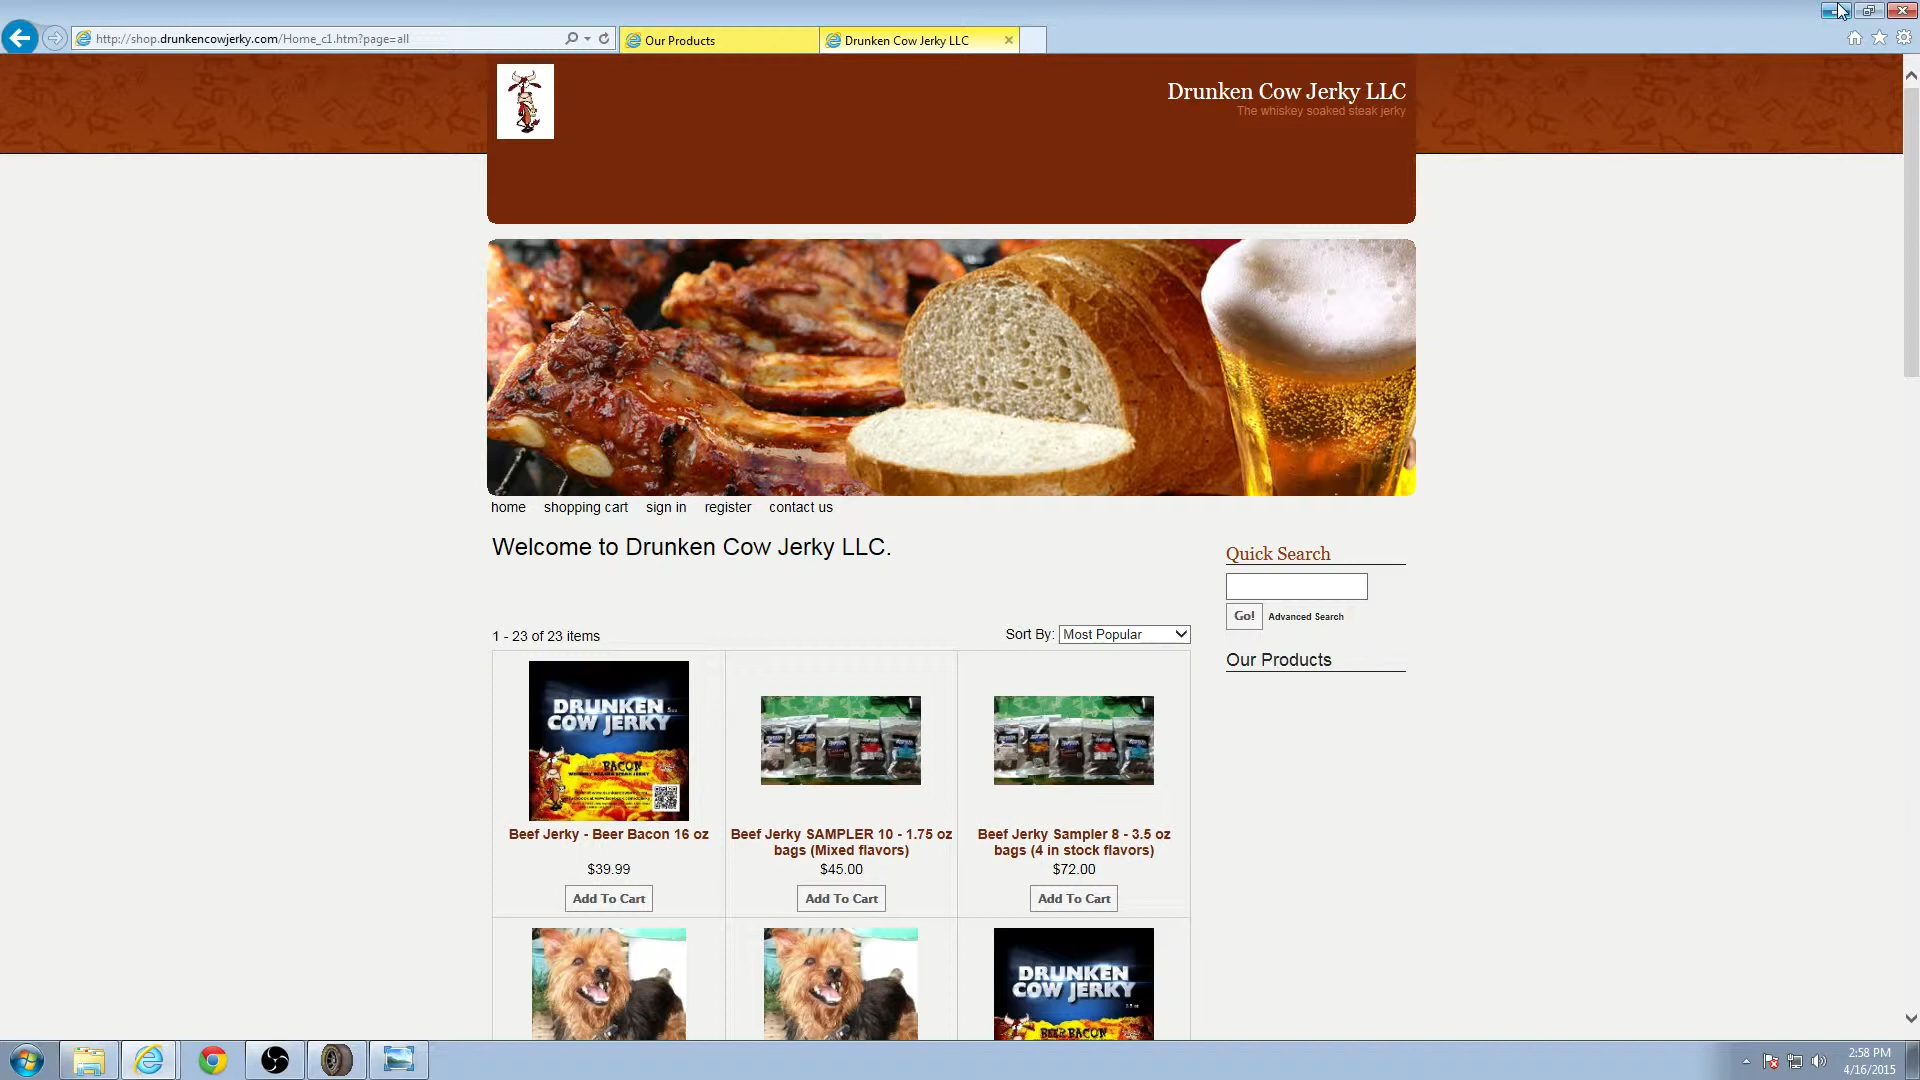 http://shop.drunkencowjerky.com/Home_c1.htm?page=all
Our Products
Drunken Cow Jerky LLC
Drunken Cow Jerky LLC
The whiskey soaked steak jerky
home shopping cart sign in register contact us
Welcome to Drunken Cow Jerky LLC.
Quick Search
Go! Advanced Search
Our Products
1 - 23 of 23 items
Sort By: Most Popular
DRUNKEN
COW JERKY
BACON
Beef Jerky - Beer Bacon 16 oz
$39.99
Add To Cart
Beef Jerky SAMPLER 10 - 1.75 oz
bags (Mixed flavors)
$45.00
Add To Cart
Beef Jerky Sampler 8 - 3.5 oz
bags (4 in stock flavors)
$72.00
Add To Cart
DRUNKEN
COW JERKY
BEER BACON
2:58 PM
4/16/2015